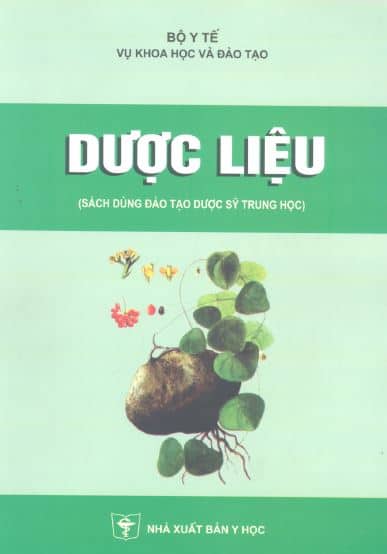 BỘ Y TẾ
VỤ KHOA HỌC VÀ ĐÀO TẠO
DƯỢC LIỆU
(SÁCH DÙNG ĐÀO TẠO DƯỢC SỸ TRUNG HỌC)
NHÀ XUẤT BẢN Y HỌC